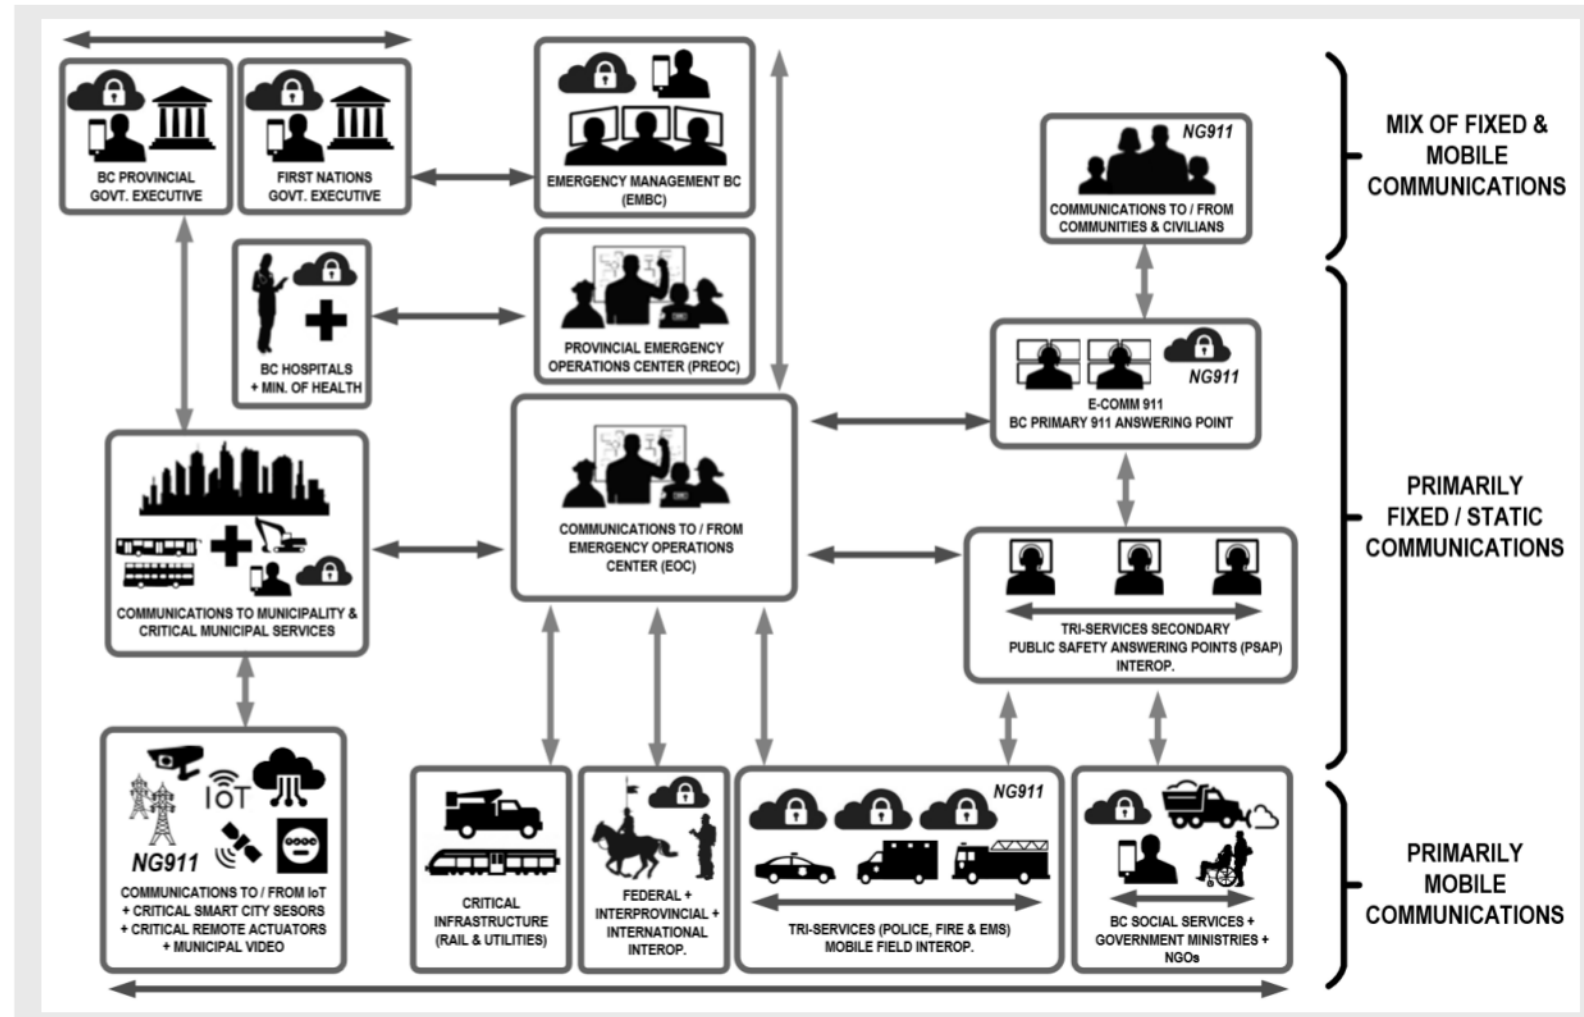 BC PROVINCIAL
GOVT. EXECUTIVE
FIRST NATIONS
GOVT. EXECUTIVE
EMERGENCY MANAGEMENT BC
(EMBC)
NG911
COMMUNICATIONS TO / FROM
COMMUNITIES & CIVILIANS
MIX OF FIXED &
MOBILE
COMMUNICATIONS
BC HOSPITALS
+ MIN. OF HEALTH
PROVINCIAL EMERGENCY
OPERATIONS CENTER (PREOC)
NG911
E-COMM 911
BC PRIMARY 911 ANSWERING POINT
COMMUNICATIONS TO MUNICIPALITY &
CRITICAL MUNICIPAL SERVICES
COMMUNICATIONS TO / FROM
EMERGENCY OPERATIONS
CENTER (EOC)
TRI-SERVICES SECONDARY
PUBLIC SAFETY ANSWERING POINTS (PSAP)
INTEROP.
PRIMARILY
FIXED / STATIC
COMMUNICATIONS
IoT
NG911
COMMUNICATIONS TO / FROM IoT
+ CRITICAL SMART CITY SESORS
+ CRITICAL REMOTE ACTUATORS
+ MUNICIPAL VIDEO
CRITICAL
INFRASTRUCTURE
(RAIL & UTILITIES)
FEDERAL +
INTERPROVINCIAL +
INTERNATIONAL
INTEROP.
NG911
TRI-SERVICES (POLICE, FIRE & EMS)
MOBILE FIELD INTEROP.
BC SOCIAL SERVICES +
GOVERNMENT MINISTRIES +
NGOs
PRIMARILY
MOBILE
COMMUNICATIONS